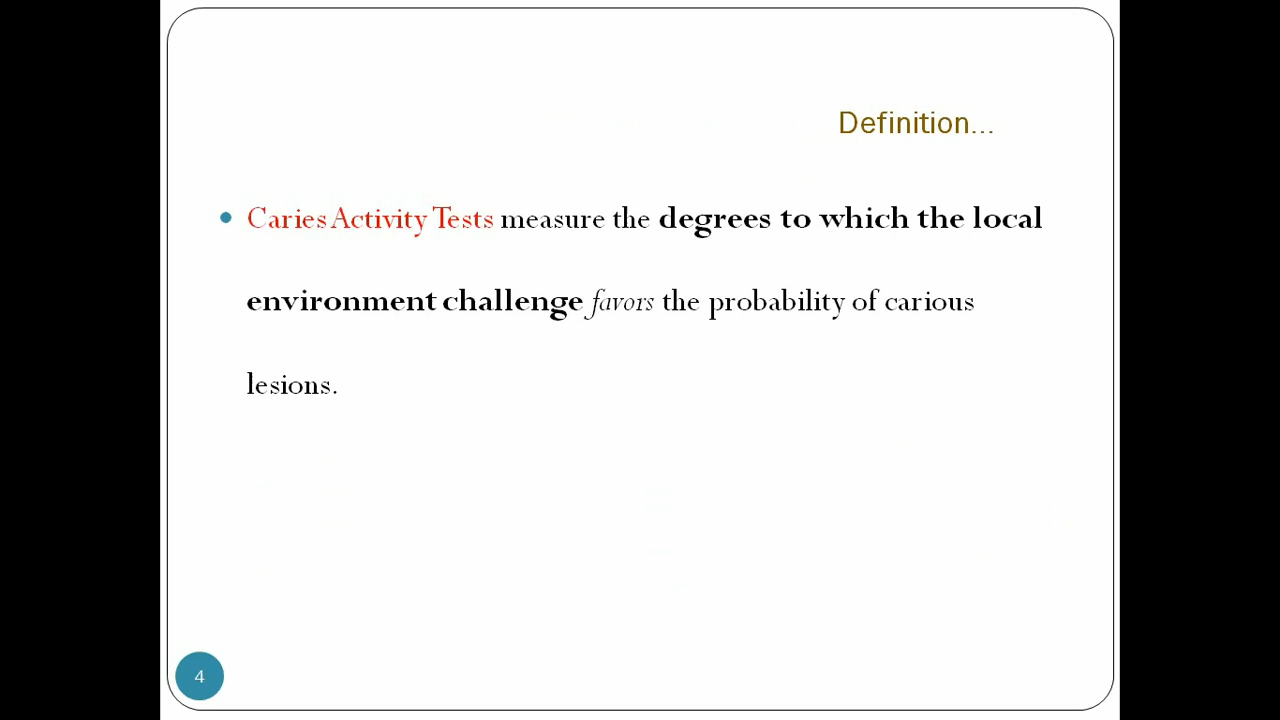 Definition...
• Caries Activity Tests measure the degrees to which the local
environment challenge favors the probability of carious
lesions.
4